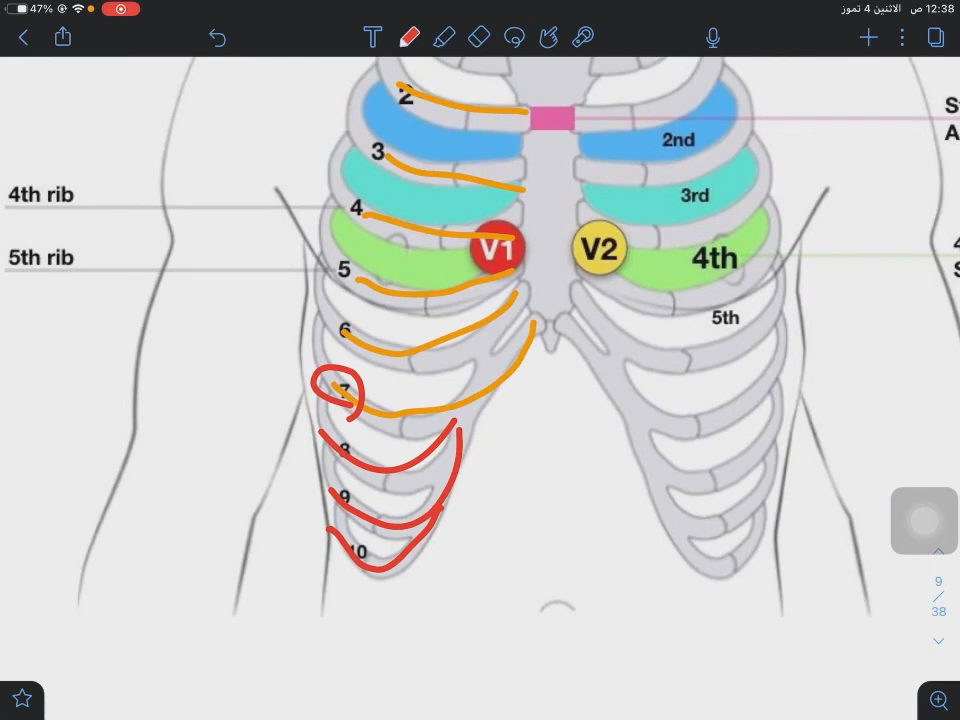 47%
12:38 ص الاثنين 4 تموز
2
2nd
3
3rd
4
4th rib
V1
V2
4th
5th rib
5
5th
6
7
8
9
10
9
/
38